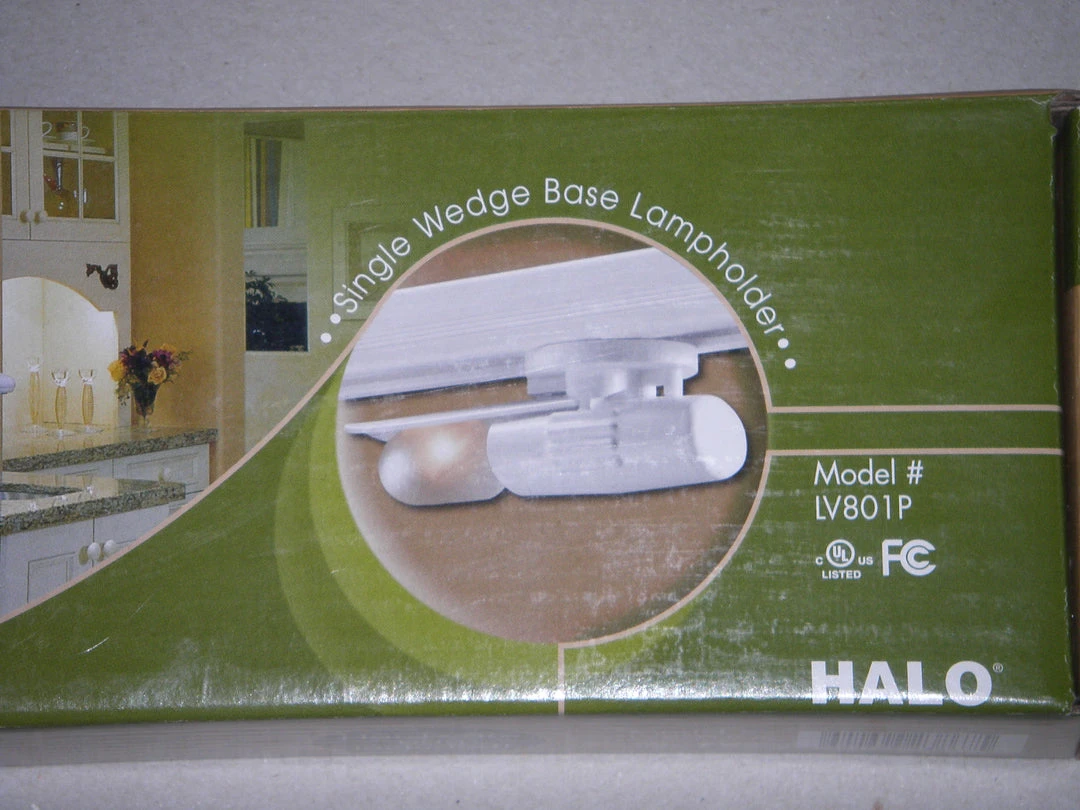 ••Single Wedge Base Lampholder••
Model #
LV801P
c UL US
LISTED
FC
HALO®